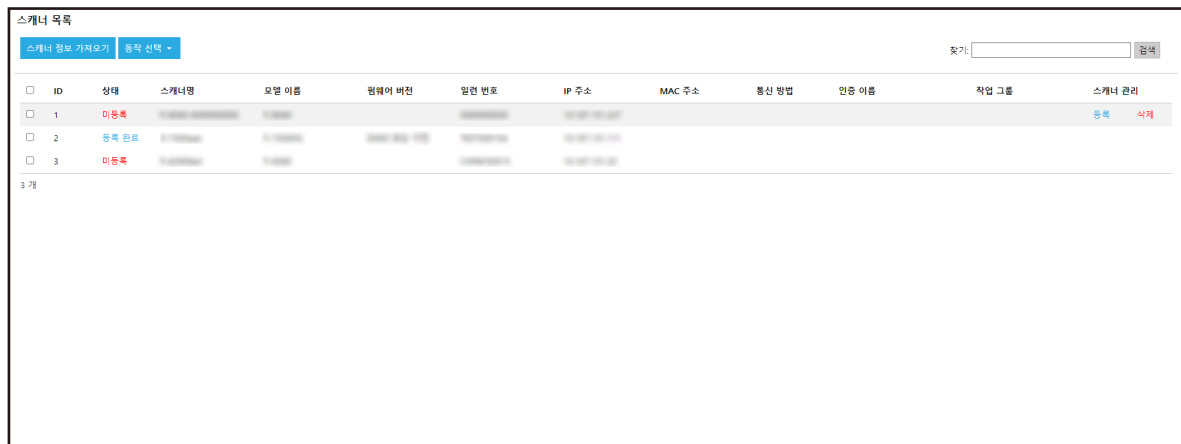 스캐너 목록
스캐너 정보 가져오기 동작 선택 찾기: 검색
ID 상태 스캐너명 모델 이름 펌웨어 버전 일련 번호 IP 주소 MAC 주소 통신 방법 인증 이름 작업 그룹 스캐너 관리
1 미등록 등록 삭제
2 등록 완료
3 미등록
3 개